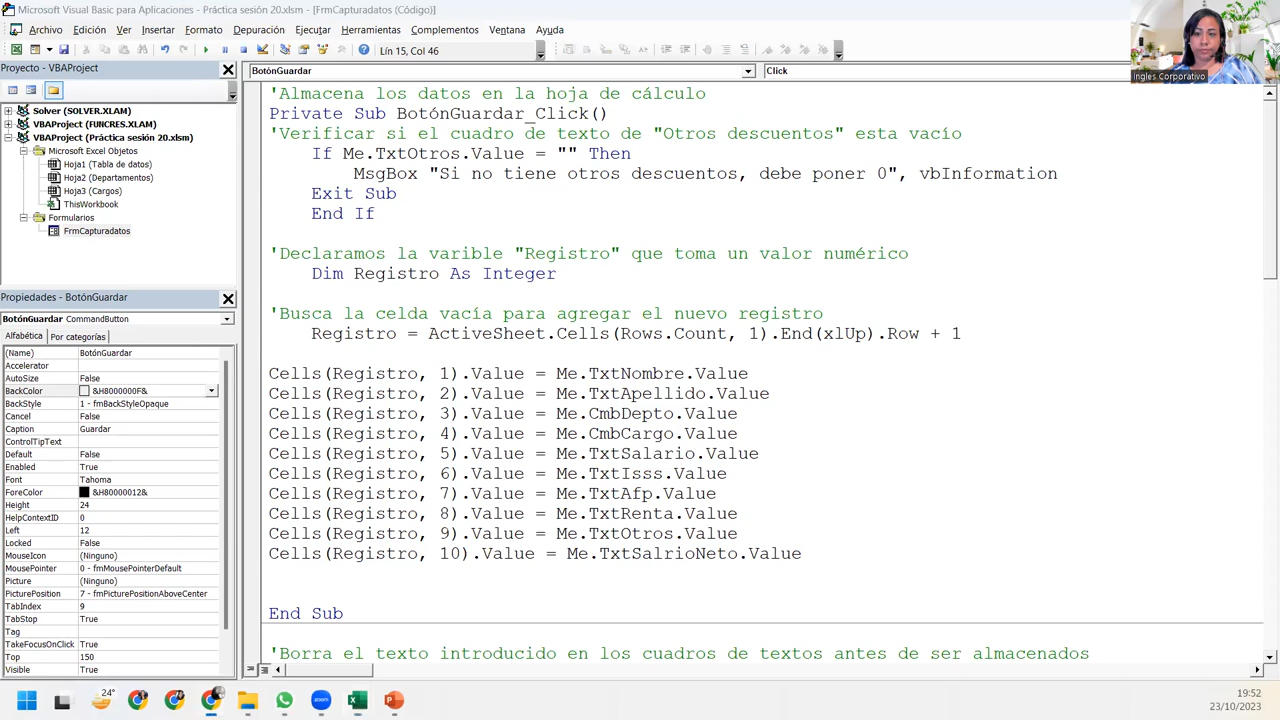 Microsoft Visual Basic para Aplicaciones - Práctica sesión 20.xlsm - [FrmCapturadatos (Código)]
Archivo Edición Ver Insertar Formato Depuración Ejecutar Herramientas Complementos Ventana Ayuda
Lín 15, Col 46
Ingles Corporativo
Proyecto - VBAProject
Solver (SOLVER.XLAM)
VBAProject (FUNCRES.XLAM)
VBAProject (Práctica sesión 20.xlsm)
Microsoft Excel Objetos
Hoja1 (Tabla de datos)
Hoja2 (Departamentos)
Hoja3 (Cargos)
ThisWorkbook
Formularios
FrmCapturadatos
Propiedades - BotónGuardar
BotónGuardar CommandButton
Alfabética Por categorías
(Name) BotónGuardar
Accelerator
AutoSize False
BackColor &H8000000F&
BackStyle 1 - fmBackStyleOpaque
Cancel False
Caption Guardar
ControlTipText
Default False
Enabled True
Font Tahoma
ForeColor &H80000012&
Height 24
HelpContextID 0
Left 12
Locked False
MouseIcon (Ninguno)
MousePointer 0 - fmMousePointerDefault
Picture (Ninguno)
PicturePosition 7 - fmPicturePositionAboveCenter
TabIndex 9
TabStop True
Tag
TakeFocusOnClick True
Top 150
Visible True
BotónGuardar Click
'Almacena los datos en la hoja de cálculo
Private Sub BotónGuardar_Click()
'Verificar si el cuadro de texto de "Otros descuentos" esta vacío
If Me.TxtOtros.Value = "" Then
MsgBox "Si no tiene otros descuentos, debe poner 0", vbInformation
Exit Sub
End If
'Declaramos la varible "Registro" que toma un valor numérico
Dim Registro As Integer
'Busca la celda vacía para agregar el nuevo registro
Registro = ActiveSheet.Cells(Rows.Count, 1).End(xlUp).Row + 1
Cells(Registro, 1).Value = Me.TxtNombre.Value
Cells(Registro, 2).Value = Me.TxtApellido.Value
Cells(Registro, 3).Value = Me.CmbDepto.Value
Cells(Registro, 4).Value = Me.CmbCargo.Value
Cells(Registro, 5).Value = Me.TxtSalario.Value
Cells(Registro, 6).Value = Me.TxtIsss.Value
Cells(Registro, 7).Value = Me.TxtAfp.Value
Cells(Registro, 8).Value = Me.TxtRenta.Value
Cells(Registro, 9).Value = Me.TxtOtros.Value
Cells(Registro, 10).Value = Me.TxtSalrioNeto.Value
End Sub
'Borra el texto introducido en los cuadros de textos antes de ser almacenados
24°
zoom
19:52
23/10/2023